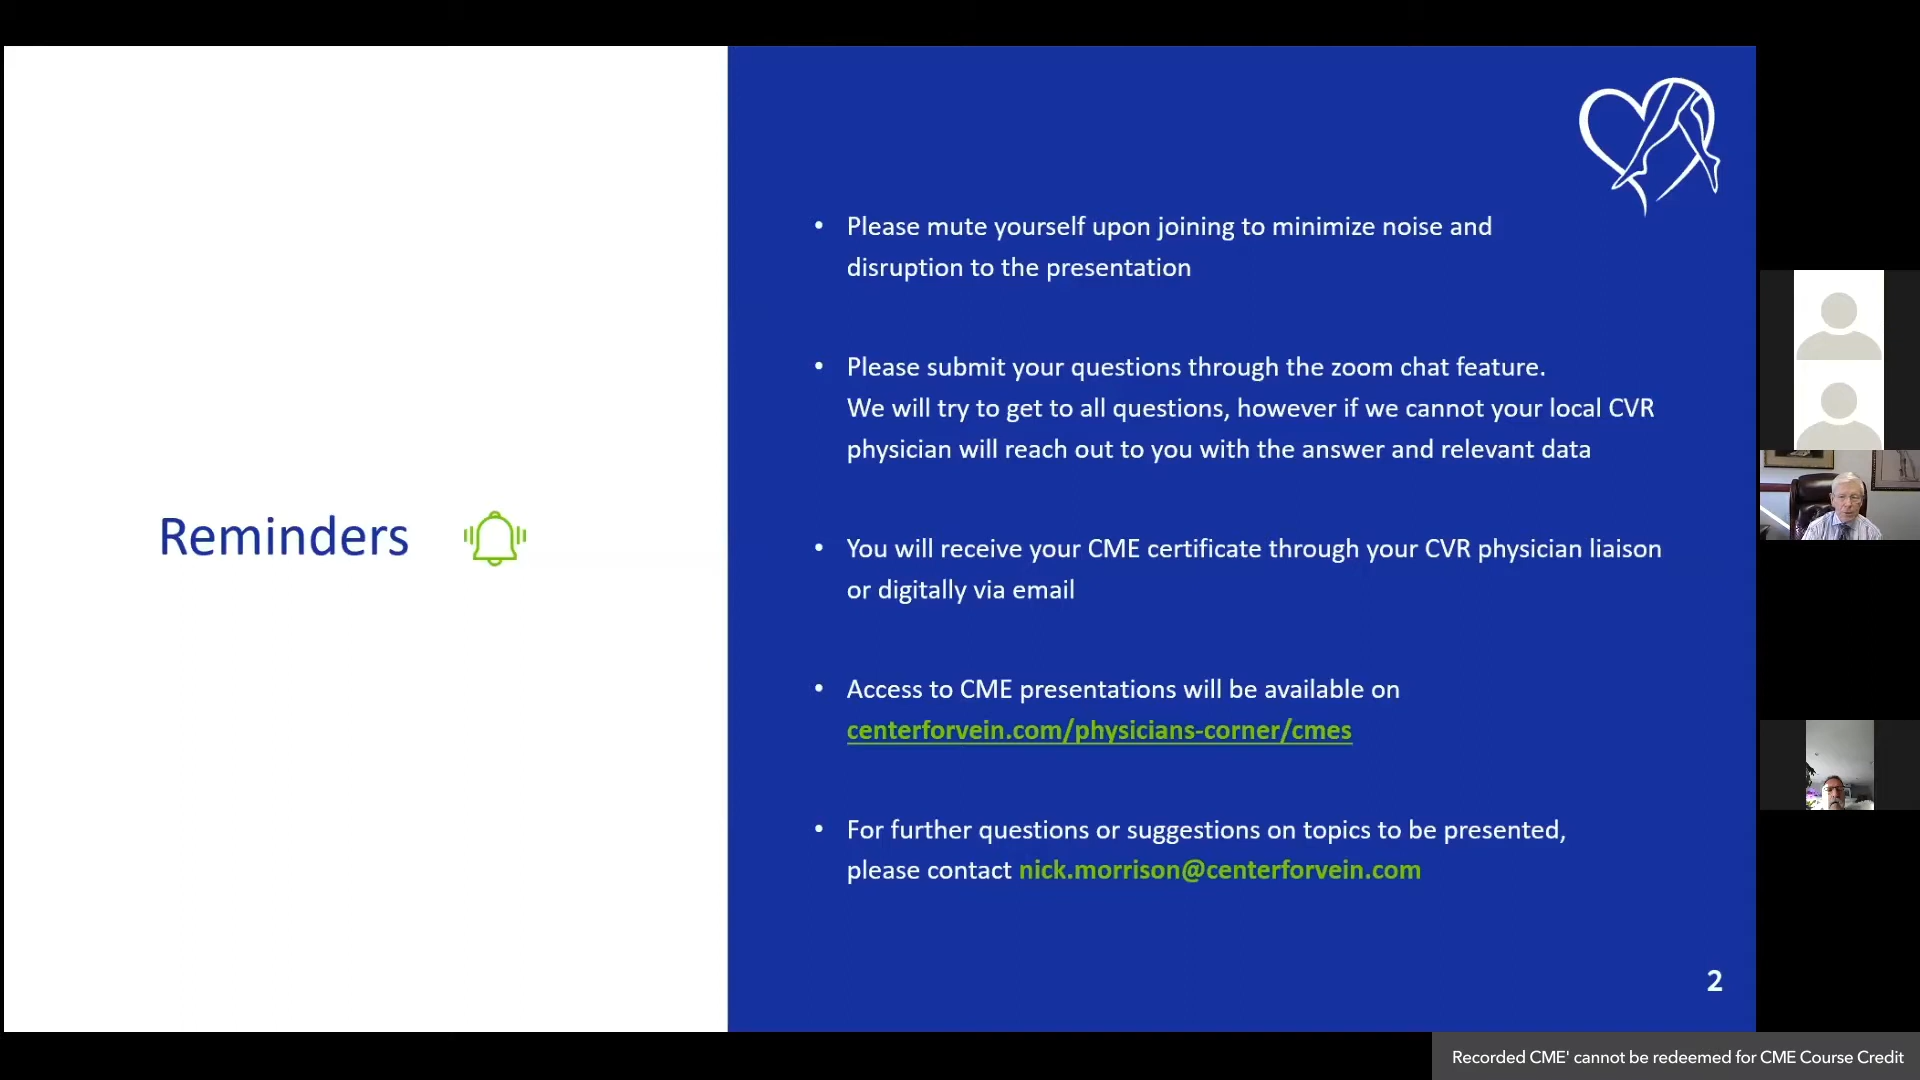 Reminders
• Please mute yourself upon joining to minimize noise and
disruption to the presentation
• Please submit your questions through the zoom chat feature.
We will try to get to all questions, however if we cannot your local CVR
physician will reach out to you with the answer and relevant data
• You will receive your CME certificate through your CVR physician liaison
or digitally via email
• Access to CME presentations will be available on
centerforvein.com/physicians-corner/cmes
• For further questions or suggestions on topics to be presented,
please contact nick.morrison@centerforvein.com
2
Recorded CME' cannot be redeemed for CME Course Credit